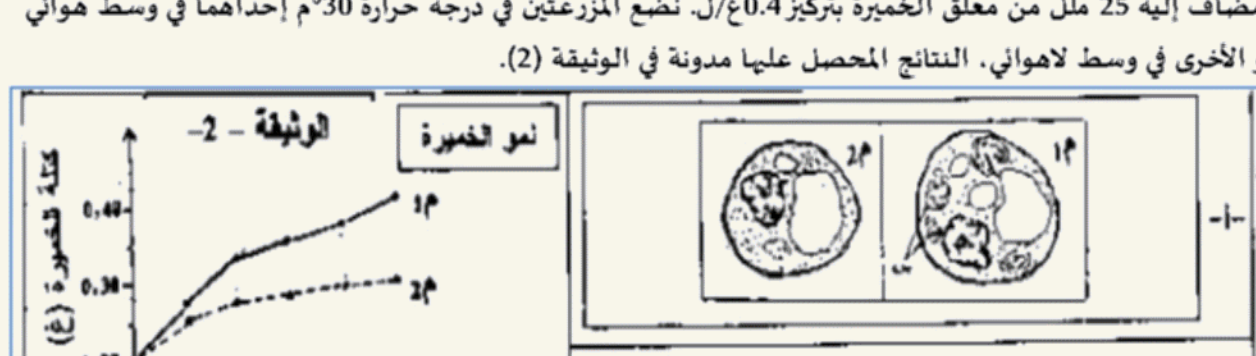 مضاف إليه 25 ملل من معلق الخميرة بتركيز 0.4غ/ل. نضع المزرعتين في درجة حرارة 30°م إحداهما في وسط هوائي
و الأخرى في وسط لاهوائي. النتائج المحصل عليها مدونة في الوثيقة (2).
الوثيقة – 2–
نمو الخميرة
كتلة الخميرة (غ)
0,40
0,30
م1
م2
م1
م2
-أ-